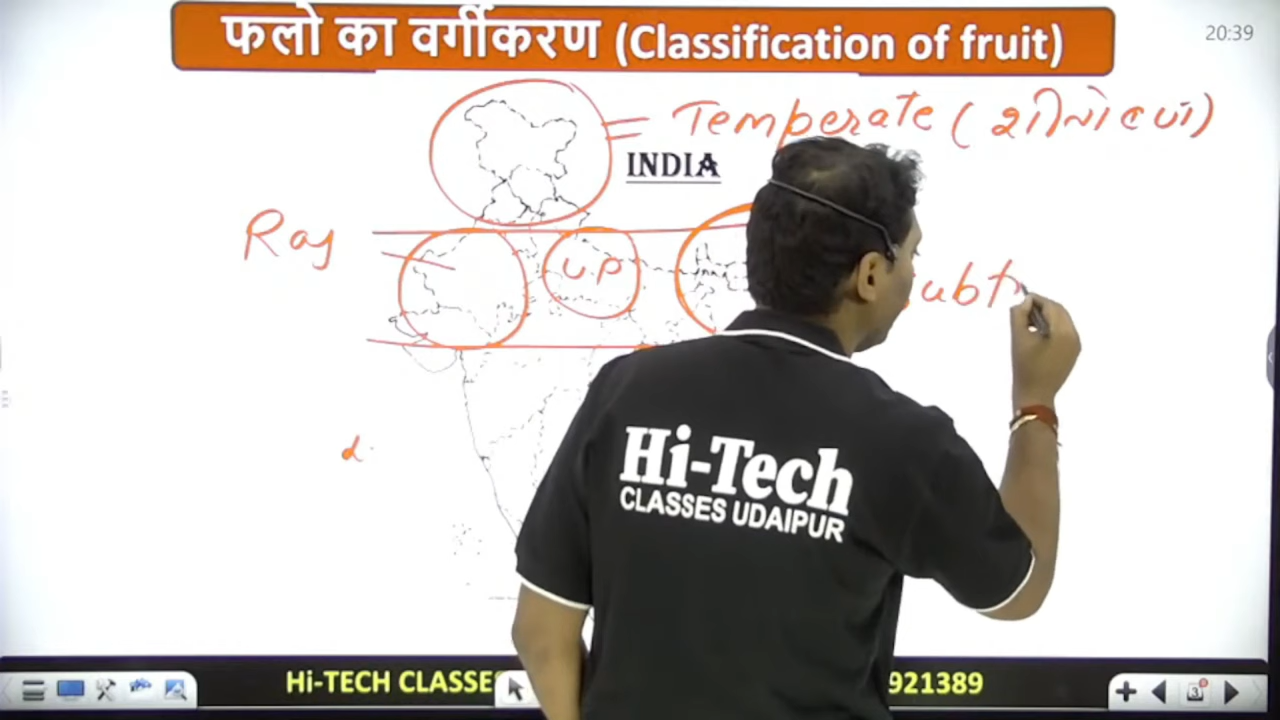 फलो का वर्गीकरण (Classification of fruit)
20:39
Temperate (शीतोष्ण)
INDIA
Raj
UP
ubt
Hi-Tech
CLASSES UDAIPUR
Hi-TECH CLASSE
921389
3